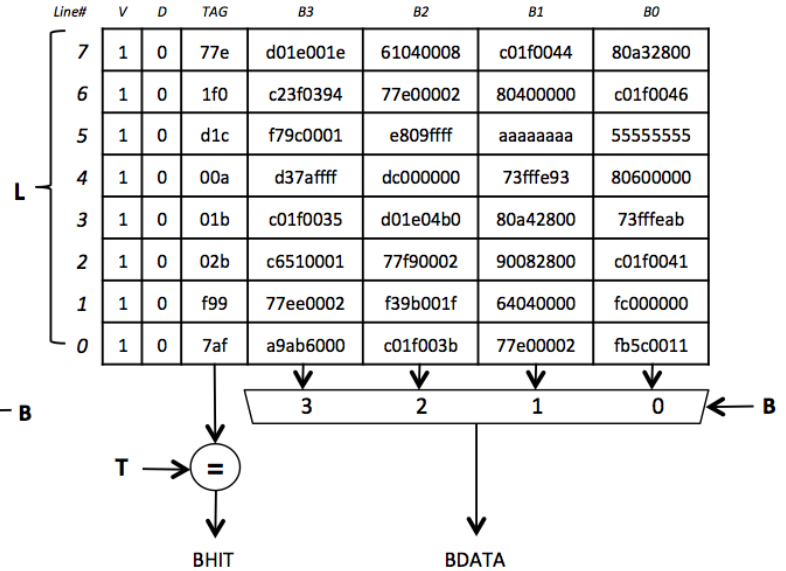 Line# V D TAG B3 B2 B1 B0
7 1 0 77e d01e001e 61040008 c01f0044 80a32800
6 1 0 1f0 c23f0394 77e00002 80400000 c01f0046
5 1 0 d1c f79c0001 e809ffff aaaaaaaa 55555555
L 4 1 0 00a d37affff dc000000 73fffe93 80600000
3 1 0 01b c01f0035 d01e04b0 80a42800 73fffeab
2 1 0 02b c6510001 77f90002 90082800 c01f0041
1 1 0 f99 77ee0002 f39b001f 64040000 fc000000
0 1 0 7af a9ab6000 c01f003b 77e00002 fb5c0011
B 3 2 1 0 B
T =
BHIT BDATA